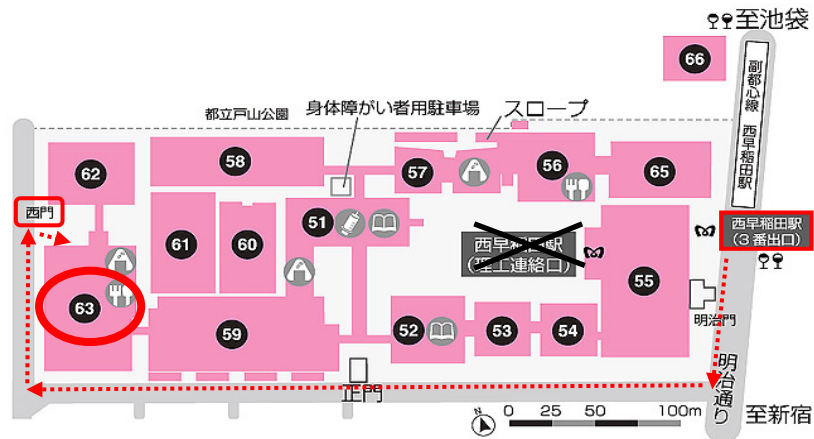 至池袋
66
副都心線 西早稲田駅
都立戸山公園
身体障がい者用駐車場
スロープ
62
58
57
56
65
西門
51
61
60
西早稲田駅
(理工連絡口)
西早稲田駅
(3番出口)
63
55
59
52
53
54
明治門
正門
明治通り
至新宿
N
0 25 50 100m